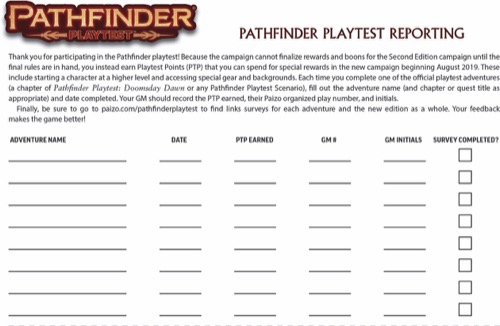 PATHFINDER
PLAYTEST
PATHFINDER PLAYTEST REPORTING
Thank you for participating in the Pathfinder playtest! Because the campaign cannot finalize rewards and boons for the Second Edition campaign until the
final rules are in hand, you instead earn Playtest Points (PTP) that you can spend for special rewards in the new campaign beginning August 2019. These
include starting a character at a higher level and accessing special gear and backgrounds. Each time you complete one of the official playtest adventures
(a chapter of Pathfinder Playtest: Doomsday Dawn or any Pathfinder Playtest Scenario), fill out the adventure name (and chapter or quest title as
appropriate) and date completed. Your GM should record the PTP earned, their Paizo organized play number, and initials.
Finally, be sure to go to paizo.com/pathfinderplaytest to find links surveys for each adventure and the new edition as a whole. Your feedback
makes the game better!
ADVENTURE NAME DATE PTP EARNED GM # GM INITIALS SURVEY COMPLETED?